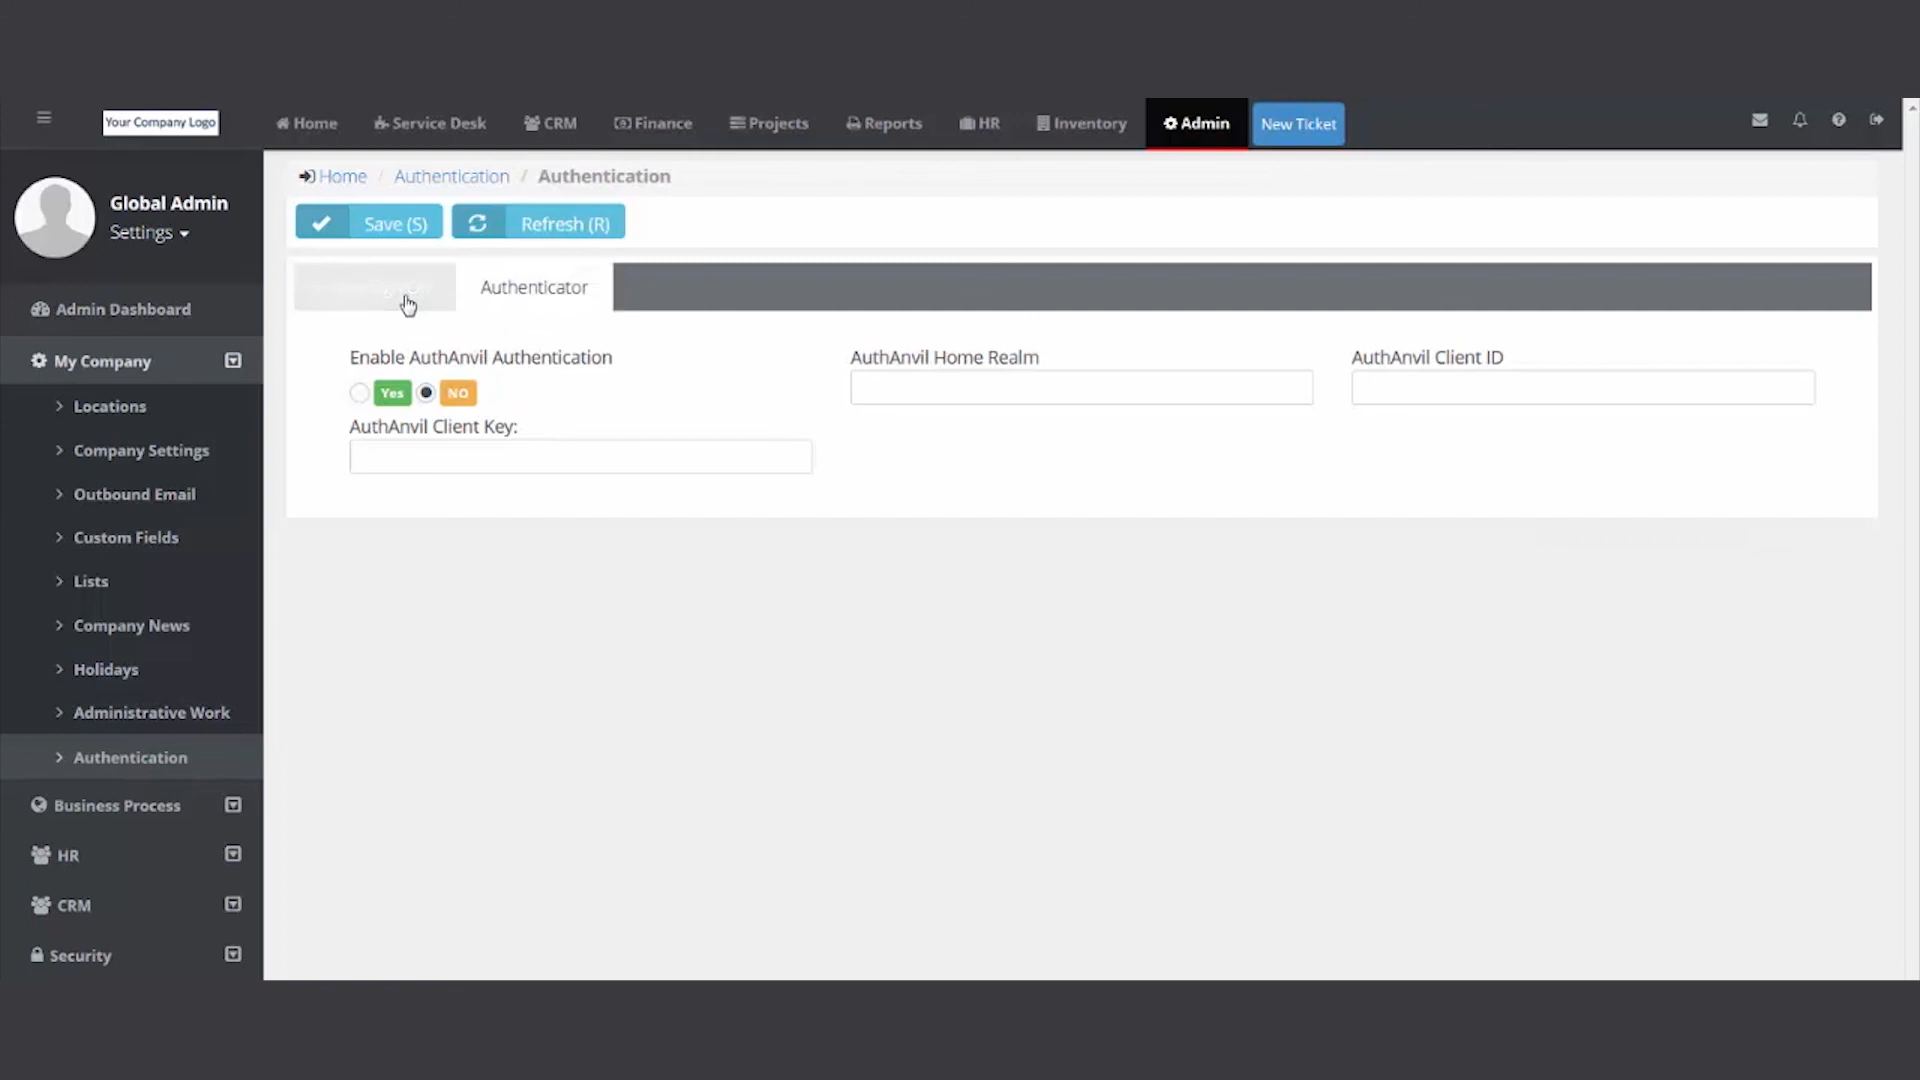 Your Company Logo
Home
Service Desk
CRM
Finance
Projects
Reports
HR
Inventory
Admin
New Ticket
Global Admin
Settings
Home / Authentication / Authentication
Save (S)
Refresh (R)
Authenticator
Admin Dashboard
My Company
Locations
Company Settings
Outbound Email
Custom Fields
Lists
Company News
Holidays
Administrative Work
Authentication
Business Process
HR
CRM
Security
Enable AuthAnvil Authentication
Yes
NO
AuthAnvil Home Realm
AuthAnvil Client ID
AuthAnvil Client Key: